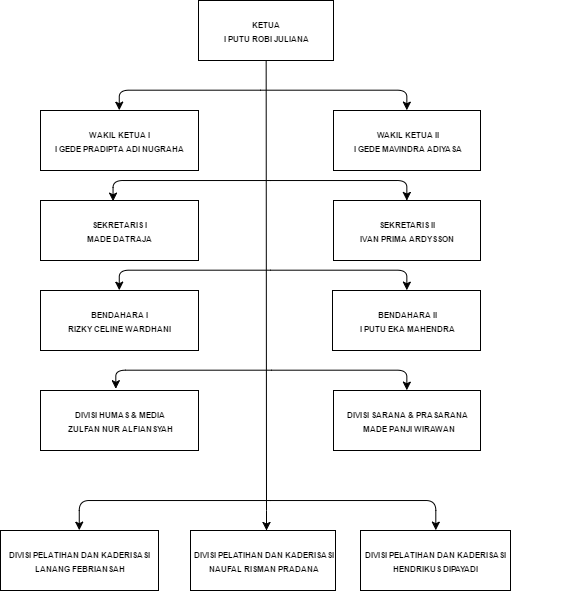 KETUA
I PUTU ROBI JULIANA
WAKIL KETUA I
I GEDE PRADIPTA ADI NUGRAHA
WAKIL KETUA II
I GEDE MAVINDRA ADIYASA
SEKRETARIS I
MADE DATRAJA
SEKRETARIS II
IVAN PRIMA ARDYSSON
BENDAHARA I
RIZKY CELINE WARDHANI
BENDAHARA II
I PUTU EKA MAHENDRA
DIVISI HUMAS & MEDIA
ZULFAN NUR ALFIANSYAH
DIVISI SARANA & PRASARANA
MADE PANJI WIRAWAN
DIVISI PELATIHAN DAN KADERISASI
LANANG FEBRIANSAH
DIVISI PELATIHAN DAN KADERISASI
NAUFAL RISMAN PRADANA
DIVISI PELATIHAN DAN KADERISASI
HENDRIKUS DIPAYADI